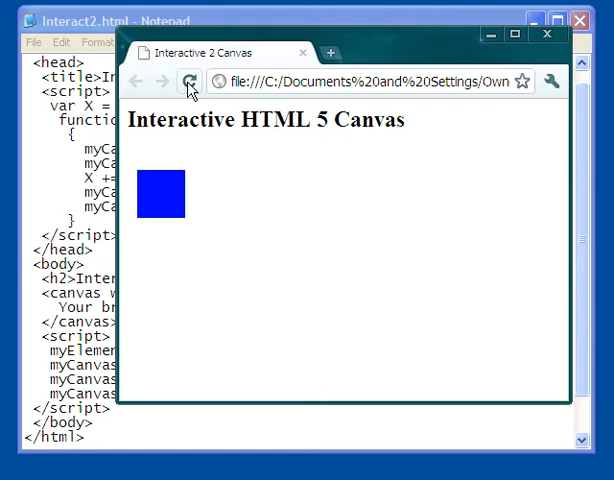 Interact2.html - Notepad
File Edit Format
Interactive 2 Canvas
file:///C:/Documents%20and%20Settings/Own
Interactive HTML 5 Canvas
<head>
<title>In
<script>
var X =
functio
{
myCa
myCa
X +=
myCa
myCa
}
</script>
</head>
<body>
<h2>Inter
<canvas w
Your br
</canvas>
<script>
myElemen
myCanvas
myCanvas
myCanvas
</script>
</body>
</html>